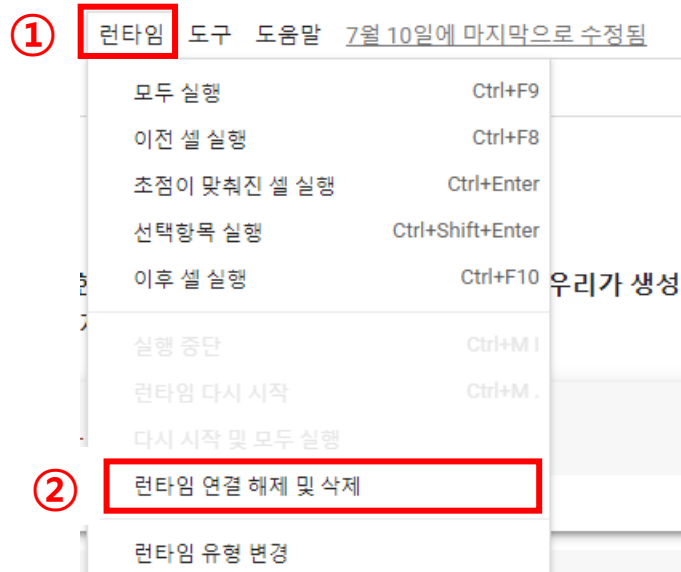 ① 런타임 도구 도움말 7월 10일에 마지막으로 수정됨
모두 실행 Ctrl+F9
이전 셀 실행 Ctrl+F8
초점이 맞춰진 셀 실행 Ctrl+Enter
선택항목 실행 Ctrl+Shift+Enter
이후 셀 실행 Ctrl+F10
우리가 생성
실행 중단 Ctrl+M I
런타임 다시 시작 Ctrl+M .
다시 시작 및 모두 실행
② 런타임 연결 해제 및 삭제
런타임 유형 변경